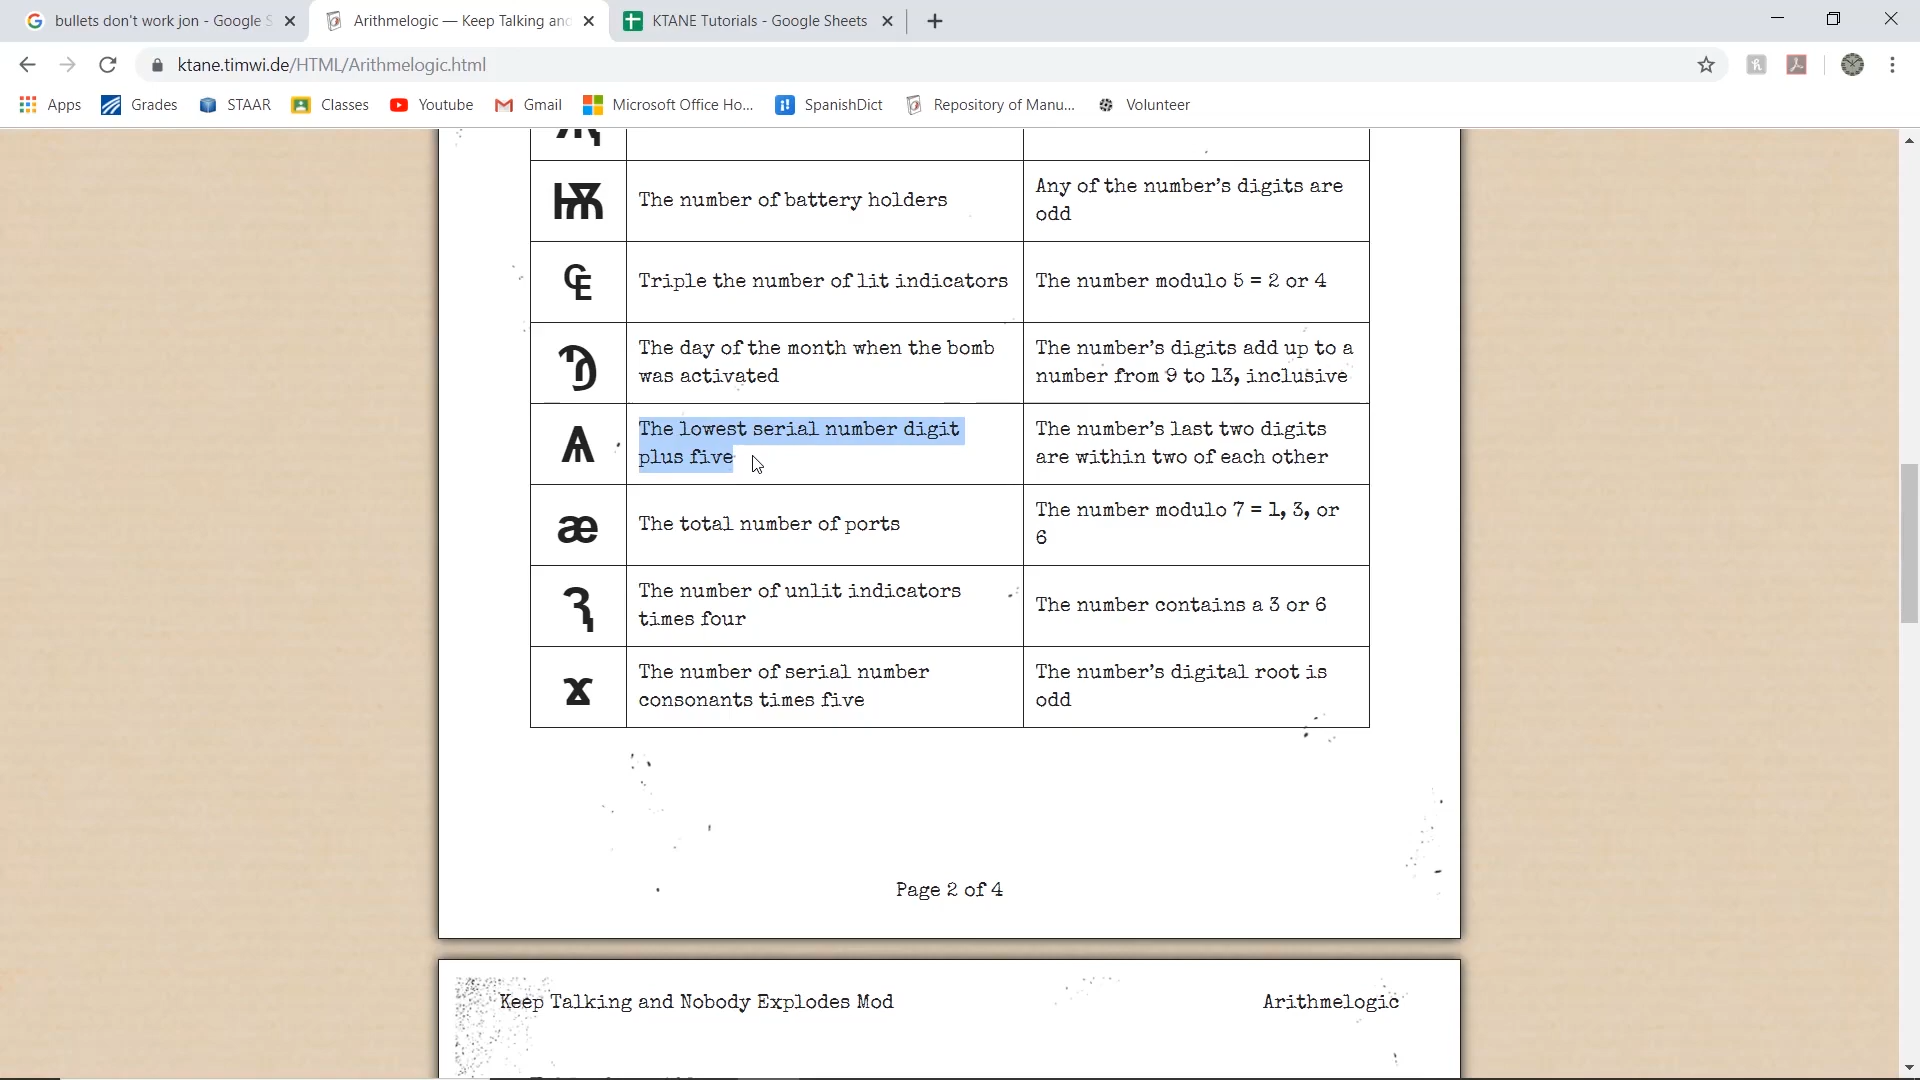 bullets don't work jon - Google S
Arithmelogic — Keep Talking and
KTANE Tutorials - Google Sheets
ktane.timwi.de/HTML/Arithmelogic.html
Apps
Grades
STAAR
Classes
Youtube
Gmail
Microsoft Office Ho...
SpanishDict
Repository of Manu...
Volunteer
Ѭ
The number of battery holders
Any of the number's digits are
odd
₠
Triple the number of lit indicators
The number modulo 5 = 2 or 4
The day of the month when the bomb
was activated
The number's digits add up to a
number from 9 to 13, inclusive
Ѧ
The lowest serial number digit
plus five
The number's last two digits
are within two of each other
æ
The total number of ports
The number modulo 7 = 1, 3, or
6
The number of unlit indicators
times four
The number contains a 3 or 6
The number of serial number
consonants times five
The number's digital root is
odd
Page 2 of 4
Keep Talking and Nobody Explodes Mod
Arithmelogic